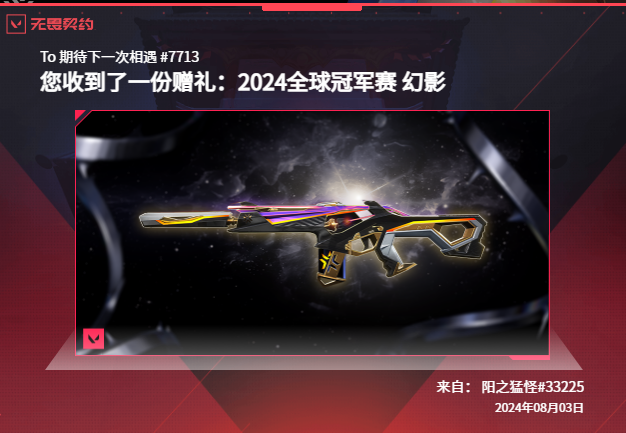 无畏契约
To 期待下一次相遇 #7713
您收到了一份赠礼：2024全球冠军赛 幻影
来自： 阳之猛怪#33225
2024年08月03日